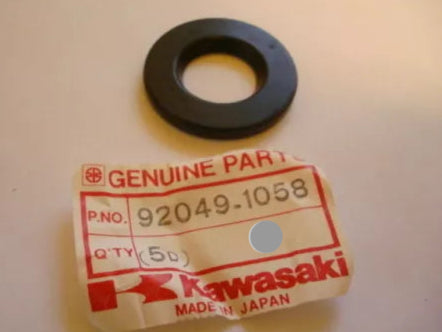 GENUINE PARTS
P.NO. 92049-1058
Q'TY (5D)
Kawasaki
MADE IN JAPAN